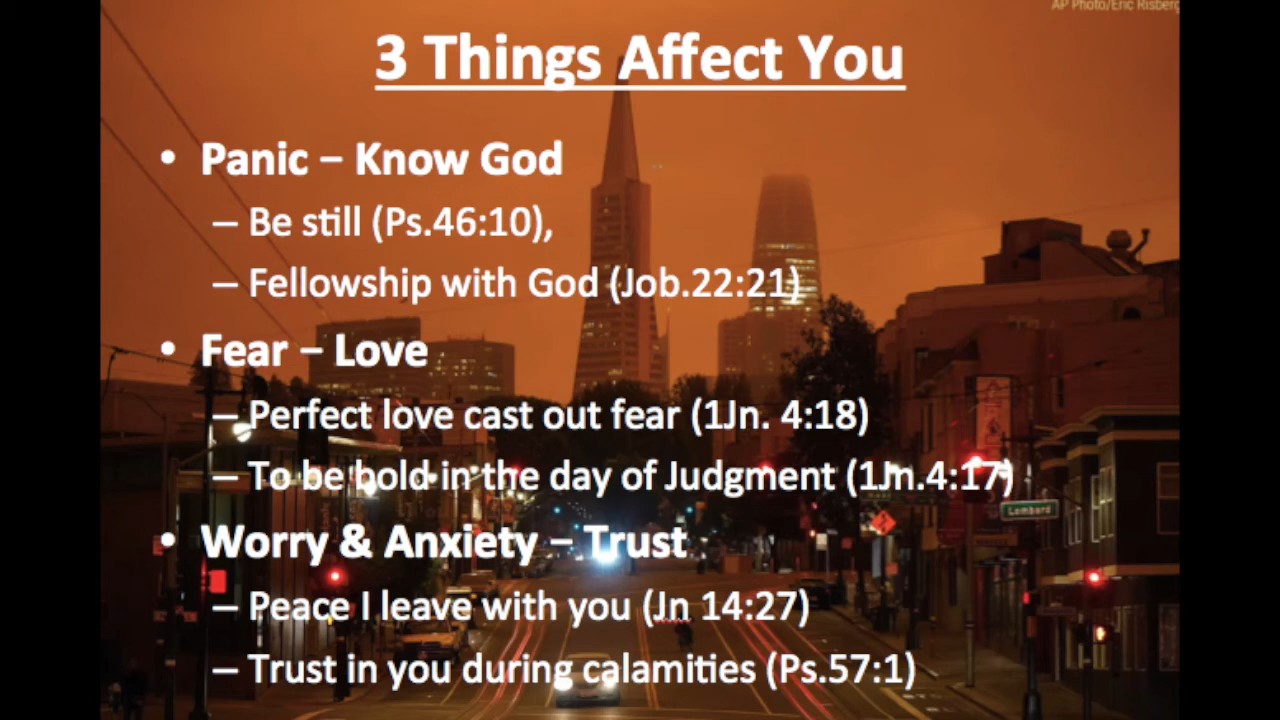 AP Photo/Eric Risberg
3 Things Affect You
• Panic – Know God
– Be still (Ps.46:10),
– Fellowship with God (Job.22:21)
• Fear – Love
– Perfect love cast out fear (1Jn. 4:18)
– To be bold in the day of Judgment (1Jn.4:17)
Lombard
• Worry & Anxiety – Trust
– Peace I leave with you (Jn 14:27)
– Trust in you during calamities (Ps.57:1)